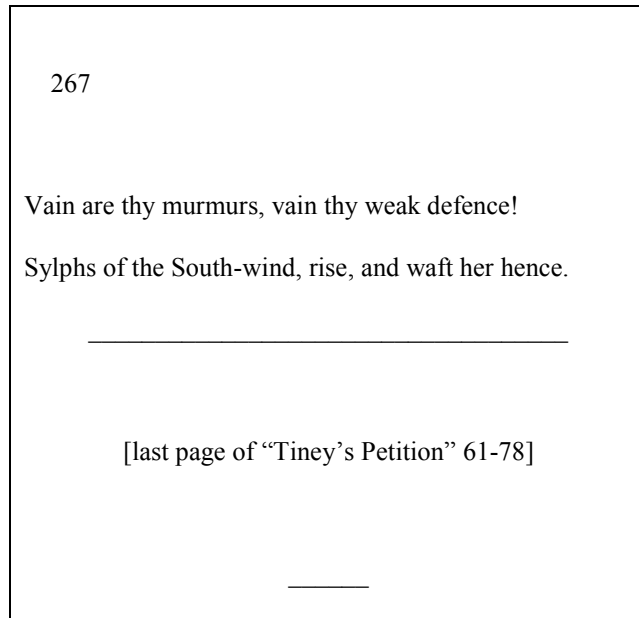 267
Vain are thy murmurs, vain thy weak defence!
Sylphs of the South-wind, rise, and waft her hence.
[last page of “Tiney’s Petition” 61-78]